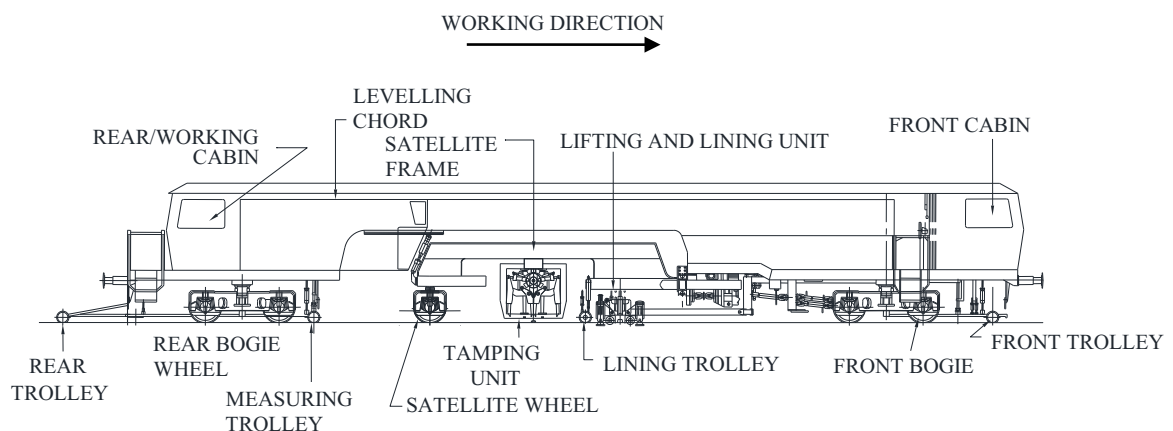 WORKING DIRECTION
LEVELLING
CHORD
REAR/WORKING
CABIN
SATELLITE
FRAME
LIFTING AND LINING UNIT
FRONT CABIN
REAR
TROLLEY
REAR BOGIE
WHEEL
MEASURING
TROLLEY
SATELLITE WHEEL
TAMPING
UNIT
LINING TROLLEY
FRONT BOGIE
FRONT TROLLEY